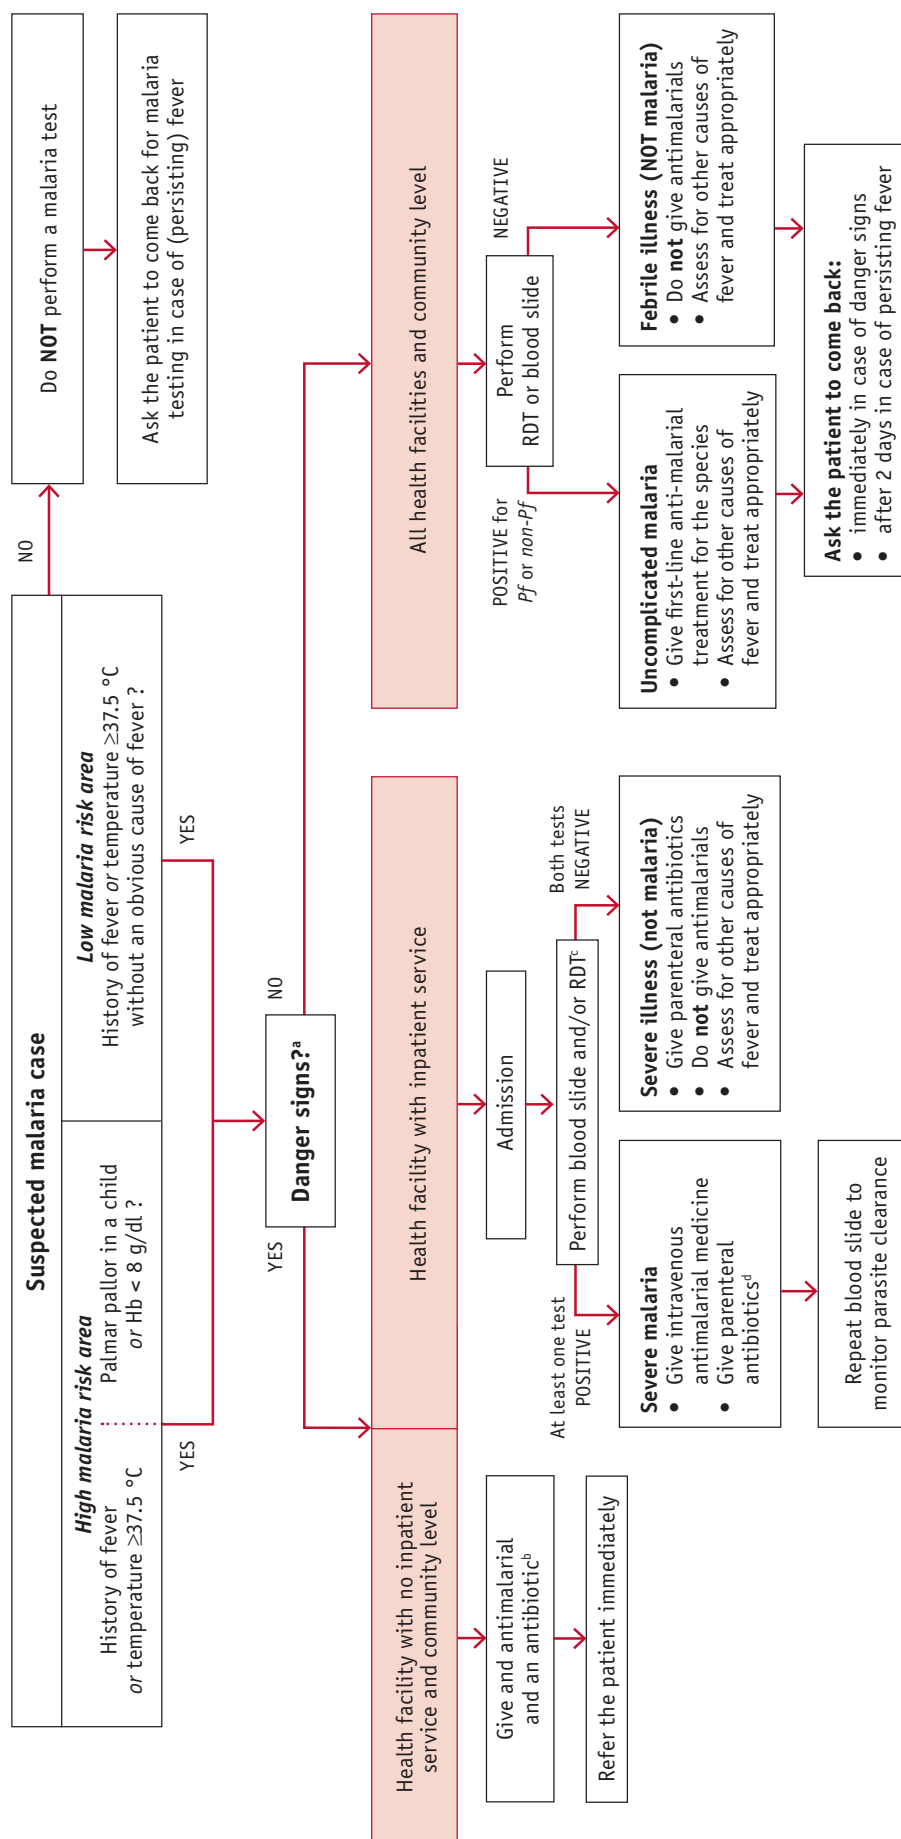 Suspected malaria case
High malaria risk area
History of fever
or temperature ≥37.5 °C
Palmar pallor in a child
or Hb < 8 g/dl ?
Low malaria risk area
History of fever or temperature ≥37.5 °C
without an obvious cause of fever ?
NO
Do NOT perform a malaria test
Ask the patient to come back for malaria
testing in case of (persisting) fever
YES
YES
Danger signs?ᵃ
YES
NO
Health facility with no inpatient
service and community level
Health facility with inpatient service
All health facilities and community level
Give and antimalarial
and an antibioticᵇ
Refer the patient immediately
Admission
Perform blood slide and/or RDTᶜ
At least one test
POSITIVE
Both tests
NEGATIVE
Severe malaria
• Give intravenous
antimalarial medicine
• Give parenteral
antibioticsᵈ
Repeat blood slide to
monitor parasite clearance
Severe illness (not malaria)
• Give parenteral antibiotics
• Do not give antimalarials
• Assess for other causes of
fever and treat appropriately
Perform
RDT or blood slide
POSITIVE for
Pf or non-Pf
NEGATIVE
Uncomplicated malaria
• Give first-line anti-malarial
treatment for the species
• Assess for other causes of
fever and treat appropriately
Febrile illness (NOT malaria)
• Do not give antimalarials
• Assess for other causes of
fever and treat appropriately
Ask the patient to come back:
• immediately in case of danger signs
• after 2 days in case of persisting fever